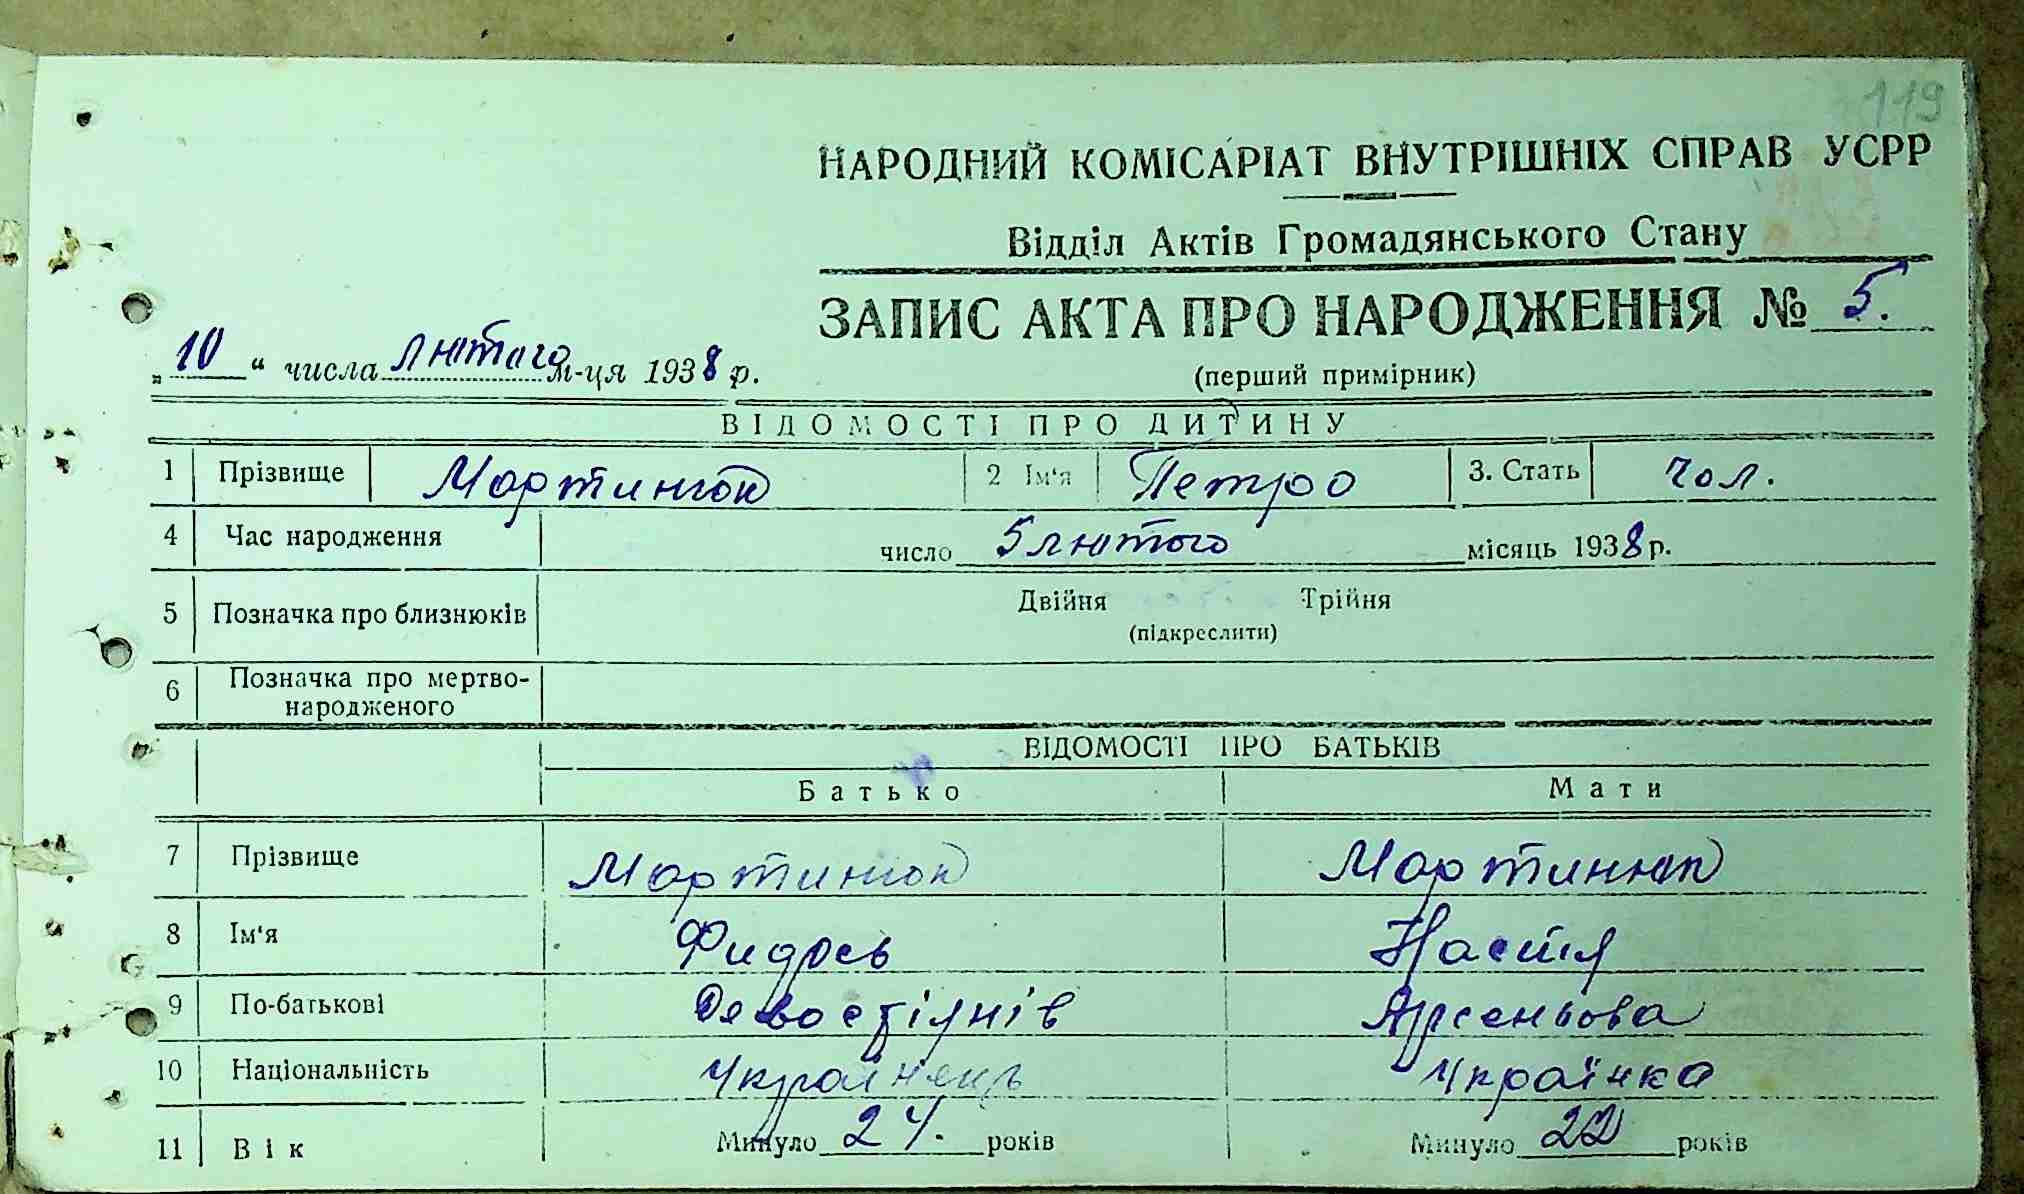 119
НАРОДНИЙ КОМІСАРІАТ ВНУТРІШНІХ СПРАВ УСРР
Відділ Актів Громадянського Стану
ЗАПИС АКТА ПРО НАРОДЖЕННЯ № 5.
„ 10 “ числа лютого м-ця 1938 р.
(перший примірник)
ВІДОМОСТІ ПРО ДИТИНУ
1 Прізвище Мартинюк 2 Ім‘я Петро 3. Стать чол.
4 Час народження число 5 лютого місяць 1938 р.
5 Позначка про близнюків Двійня Трійня
(підкреслити)
6 Позначка про мертво-
народженого
ВІДОМОСТІ ПРО БАТЬКІВ
Батько Мати
7 Прізвище Мартинюк Мартинюк
8 Ім‘я Фидось Настя
9 По-батькові Арсеньова
10 Національність Українець Українка
11 Вік Минуло 24. років Минуло 22 років